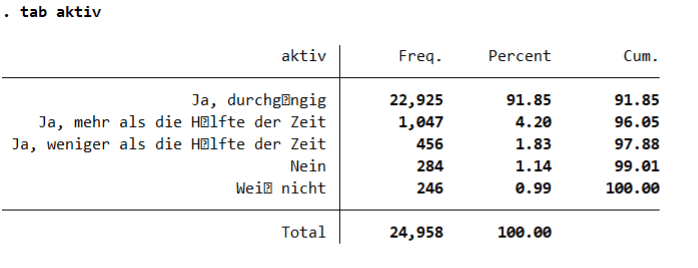 . tab aktiv
aktiv Freq. Percent Cum.
Ja, durchg�ngig 22,925 91.85 91.85
Ja, mehr als die H�lfte der Zeit 1,047 4.20 96.05
Ja, weniger als die H�lfte der Zeit 456 1.83 97.88
Nein 284 1.14 99.01
Wei� nicht 246 0.99 100.00
Total 24,958 100.00